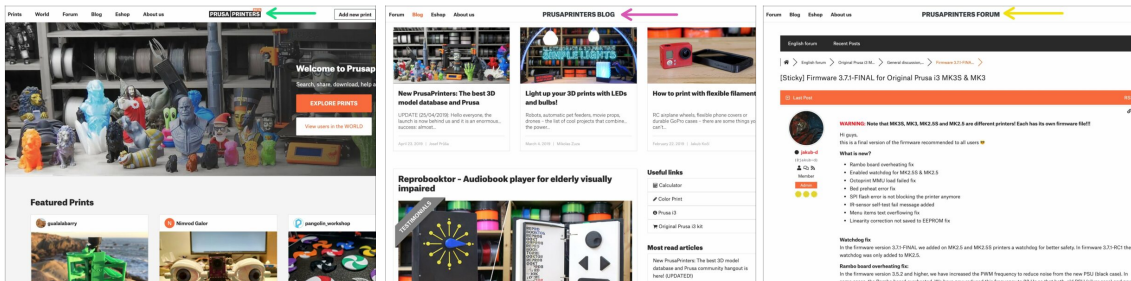 Prints World Forum Blog Eshop About us
PRUSA PRINTERS
Add new print
Welcome to Prusap
Search, share, download, help a
EXPLORE PRINTS
View users in the WORLD
Featured Prints
gualalabarry
Nimrod Galor
pangolin_workshop
Forum Blog Eshop About us
PRUSAPRINTERS BLOG
SIMPLE LIGHTS
New PrusaPrinters: The best 3D
model database and Prusa
UPDATE (25/04/2019): Hello everyone, the
launch is now behind us and it is an enormous...
success: almost...
Light up your 3D prints with LEDs
and bulbs!
Robots, automatic pet feeders, movie props,
drones – the list of cool projects that combine...
the power...
How to print with flexible filament
RC airplane wheels, flexible phone covers or
durable GoPro cases – there are some things yo
can't...
Reprobooktor – Audiobook player for elderly visually
impaired
TESTIMONIALS
Useful links
Calculator
Color Print
Prusa i3
Original Prusa i3 kit
Most read articles
New PrusaPrinters: The best 3D model
database and Prusa community hangout is
here! (UPDATED!)
Forum Blog Eshop About us
PRUSAPRINTERS FORUM
English forum Recent Posts
English forum Original Prusa i3 M... General discussion,... Firmware 3.7.1-FINA...
[Sticky] Firmware 3.7.1-FINAL for Original Prusa i3 MK3S & MK3
Last Post
jakub-d
Member
Admin
WARNING: Note that MK3S, MK3, MK2.5S and MK2.5 are different printers! Each has its own firmware file!!!
Hi guys,
this is a final version of the firmware recommended to all users
What is new?
Rambo board overheating fix
Enabled watchdog for MK2.5S & MK2.5
Octoprint MMU load failed fix
Bed preheat error fix
SPI flash error is not blocking the printer anymore
IR-sensor self-test fail message added
Menu items text overflowing fix
Linearity correction not saved to EEPROM fix
Watchdog fix
In the firmware version 3.7.1-FINAL we added on MK2.5 and MK2.5S printers a watchdog for better safety. In firmware 3.7.1-RC1 the
watchdog was only added to MK2.5.
Rambo board overheating fix:
In the firmware version 3.5.2 and higher, we have increased the PWM frequency to reduce noise from the new PSU (black case). In